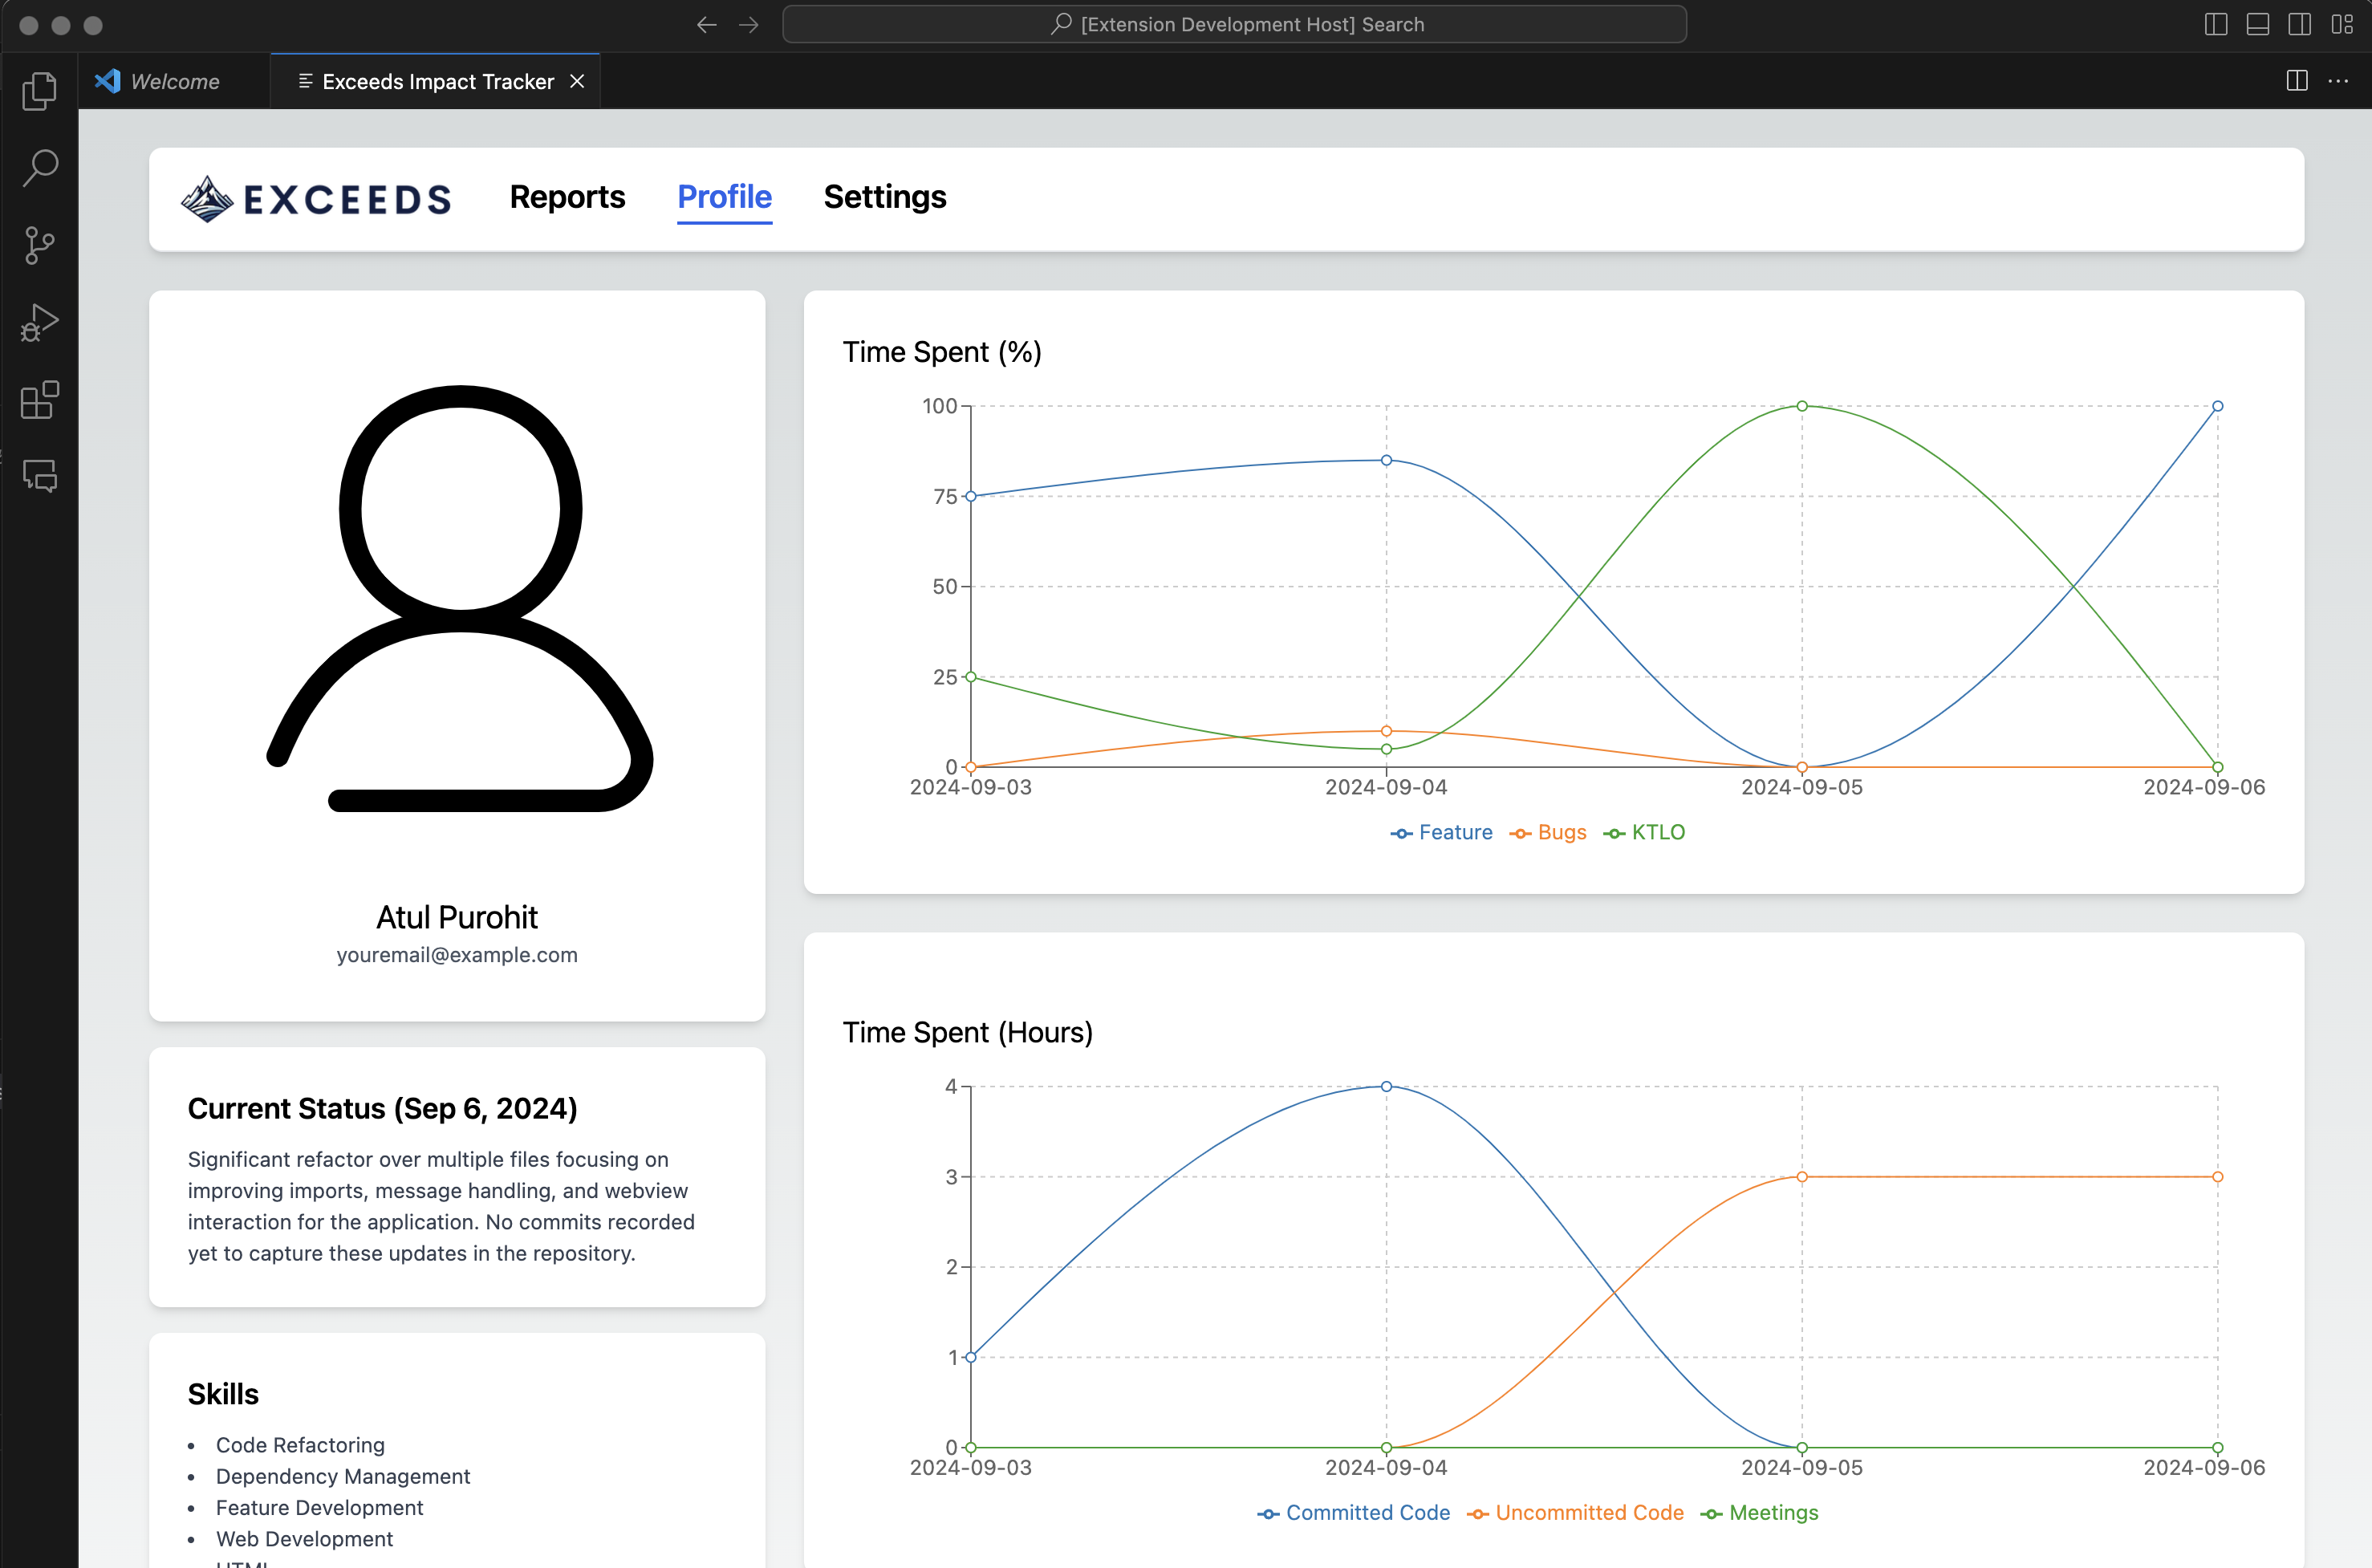 [Extension Development Host] Search
Welcome
Exceeds Impact Tracker
EXCEEDS
Reports
Profile
Settings
Atul Purohit
youremail@example.com
Current Status (Sep 6, 2024)
Significant refactor over multiple files focusing on
improving imports, message handling, and webview
interaction for the application. No commits recorded
yet to capture these updates in the repository.
Skills
• Code Refactoring
• Dependency Management
• Feature Development
• Web Development
HTML
Time Spent (%)
100
75
50
25
0
2024-09-03
2024-09-04
2024-09-05
2024-09-06
Feature
Bugs
KTLO
Time Spent (Hours)
4
3
2
1
0
2024-09-03
2024-09-04
2024-09-05
2024-09-06
Committed Code
Uncommitted Code
Meetings